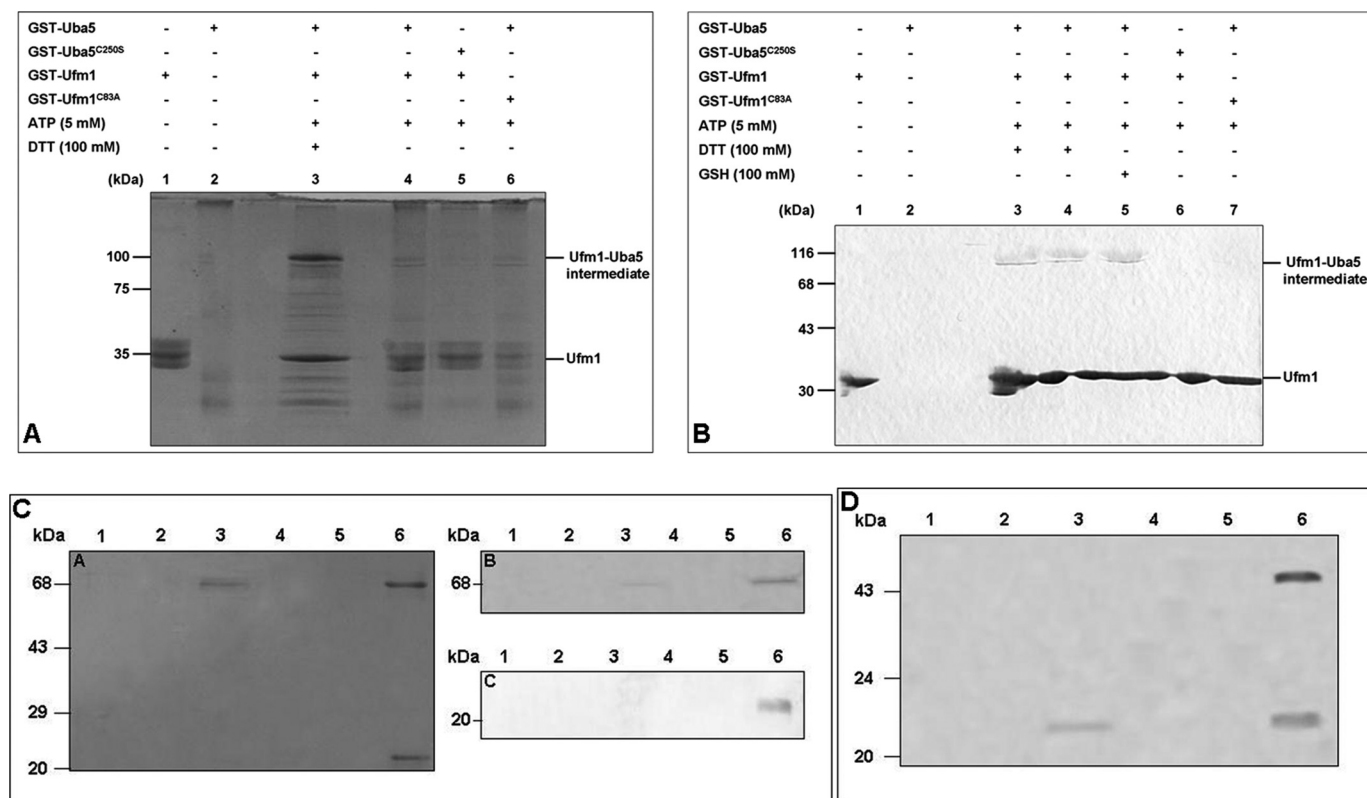 GST-Uba5 - + + + - +
GST-Uba5C250S - - - - + -
GST-Ufm1 + - + + + -
GST-Ufm1C83A - - - - - +
ATP (5 mM) - - + + + +
DTT (100 mM) - - + - - -
(kDa) 1 2 3 4 5 6
100
Ufm1-Uba5
intermediate
75
35
Ufm1
A
GST-Uba5 - + + + + - +
GST-Uba5C250S - - - - - + -
GST-Ufm1 + - + + + + -
GST-Ufm1C83A - - - - - - +
ATP (5 mM) - - + + + + +
DTT (100 mM) - - + + - - -
GSH (100 mM) - - - - + - -
(kDa) 1 2 3 4 5 6 7
116
Ufm1-Uba5
intermediate
68
43
Ufm1
30
B
C
kDa 1 2 3 4 5 6
A
68
43
29
20
kDa 1 2 3 4 5 6
B
68
kDa 1 2 3 4 5 6
C
20
D
kDa 1 2 3 4 5 6
43
24
20